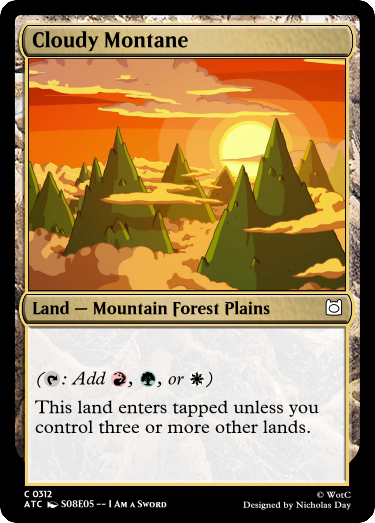 Cloudy Montane
Land — Mountain Forest Plains
(: Add , , or )
This land enters tapped unless you
control three or more other lands.
C 0312
ATC S08E05 -- I Am a Sword
© WotC
Designed by Nicholas Day